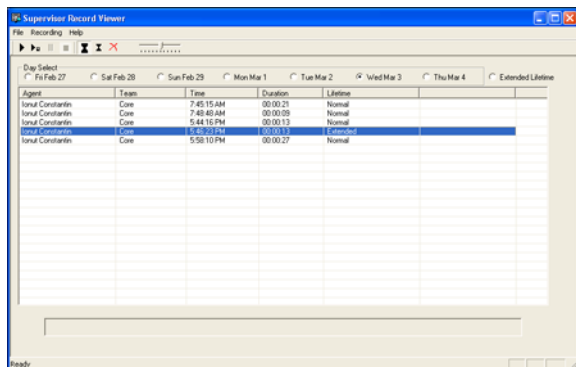 Supervisor Record Viewer
File Recording Help
Day Select
Fri Feb 27 Sat Feb 28 Sun Feb 29 Mon Mar 1 Tue Mar 2 Wed Mar 3 Thu Mar 4 Extended Lifetime
Agent Team Time Duration Lifetime
Ionut Constantin Core 7:45:15 AM 00:00:21 Normal
Ionut Constantin Core 7:48:48 AM 00:00:09 Normal
Ionut Constantin Core 5:44:16 PM 00:00:13 Normal
Ionut Constantin Core 5:46:23 PM 00:00:13 Extended
Ionut Constantin Core 5:58:10 PM 00:00:27 Normal
Ready